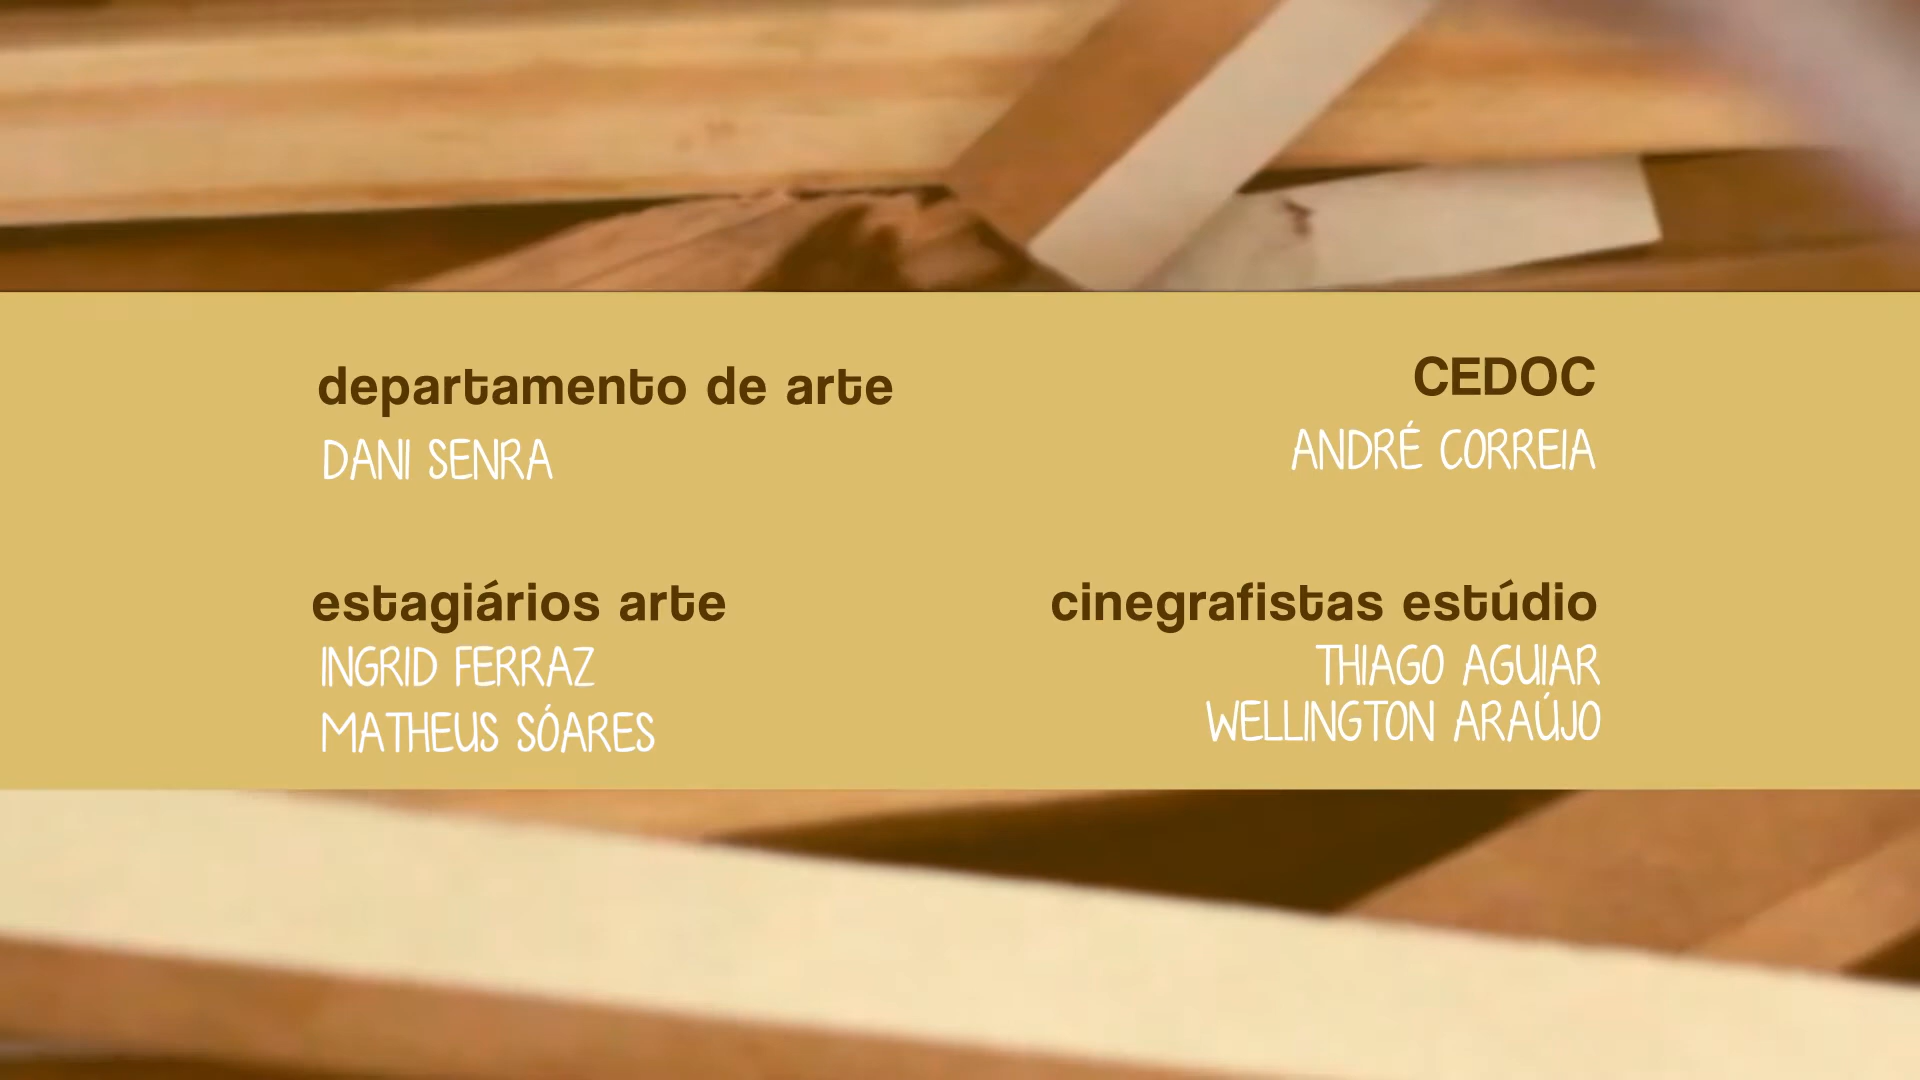 departamento de arte
DANI SENRA
estagiários arte
INGRID FERRAZ
MATHEUS SÓARES
CEDOC
ANDRÉ CORREIA
cinegrafistas estúdio
THIAGO AGUIAR
WELLINGTON ARAÚJO